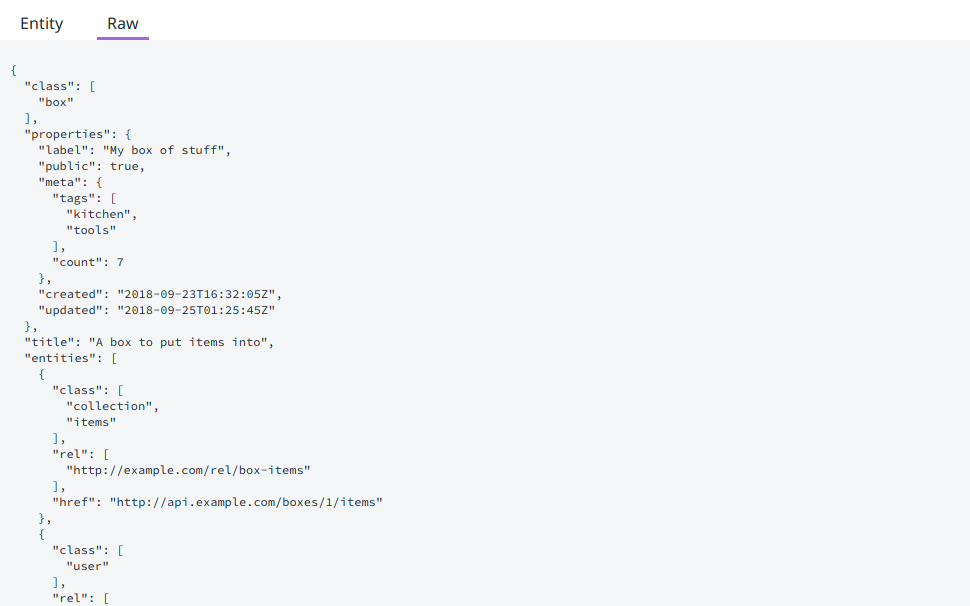 Entity Raw
{
  "class": [
    "box"
  ],
  "properties": {
    "label": "My box of stuff",
    "public": true,
    "meta": {
      "tags": [
        "kitchen",
        "tools"
      ],
      "count": 7
    },
    "created": "2018-09-23T16:32:05Z",
    "updated": "2018-09-25T01:25:45Z"
  },
  "title": "A box to put items into",
  "entities": [
    {
      "class": [
        "collection",
        "items"
      ],
      "rel": [
        "http://example.com/rel/box-items"
      ],
      "href": "http://api.example.com/boxes/1/items"
    },
    {
      "class": [
        "user"
      ],
      "rel": [